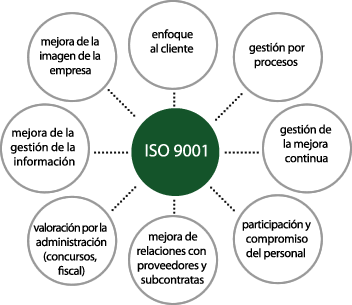 enfoque
al cliente
gestión por
procesos
gestión de
la mejora
continua
participación y
compromiso
del personal
mejora de
relaciones con
proveedores y
subcontratas
valoración por la
administración
(concursos,
fiscal)
mejora de la
gestión de la
información
mejora de la
imagen de la
empresa
ISO 9001